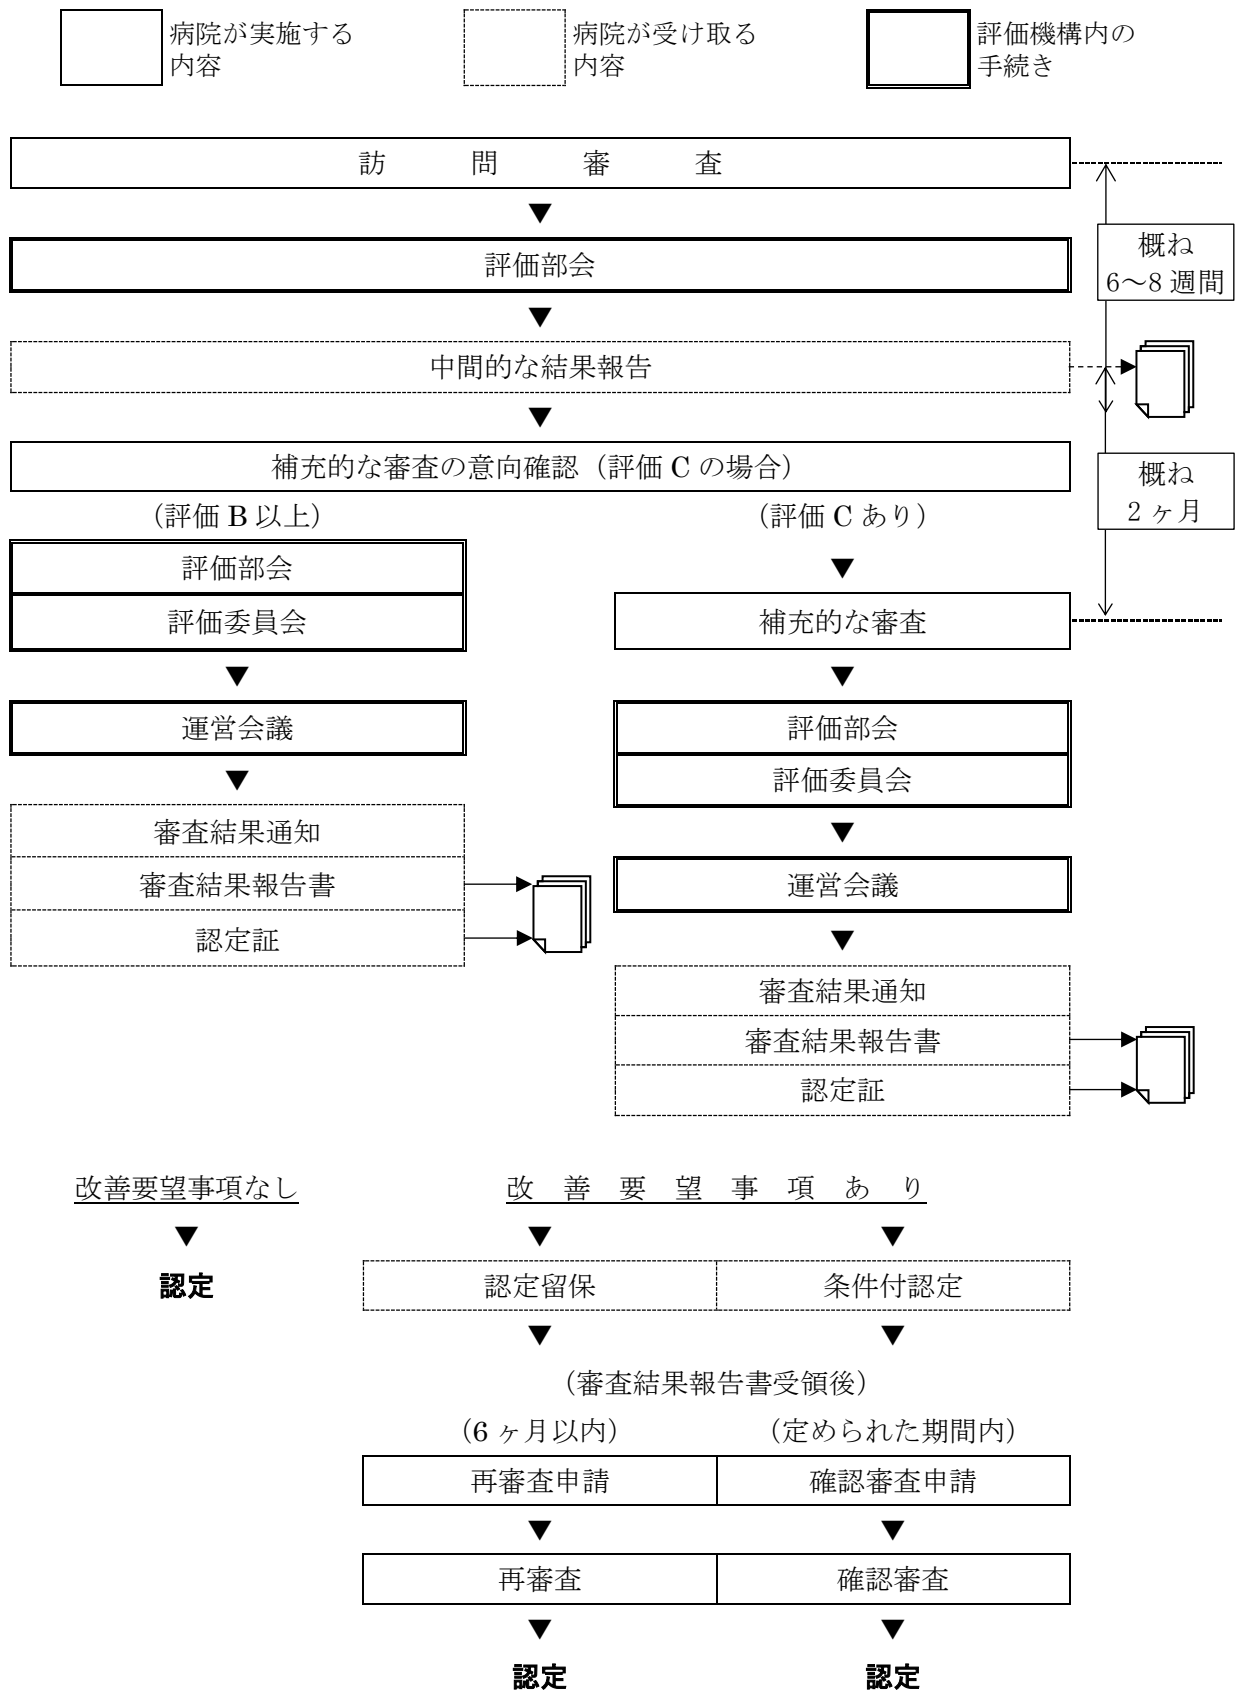 病院が実施する
内容
病院が受け取る
内容
評価機構内の
手続き
訪問審査
評価部会
概ね
6～8週間
中間的な結果報告
補充的な審査の意向確認（評価 C の場合）
概ね
2ヶ月
（評価 B 以上）
（評価 C あり）
評価部会
評価委員会
補充的な審査
運営会議
評価部会
評価委員会
審査結果通知
審査結果報告書
認定証
運営会議
審査結果通知
審査結果報告書
認定証
改善要望事項なし
改善要望事項あり
認定
認定留保
条件付認定
（審査結果報告書受領後）
（6ヶ月以内）
（定められた期間内）
再審査申請
確認審査申請
再審査
確認審査
認定
認定